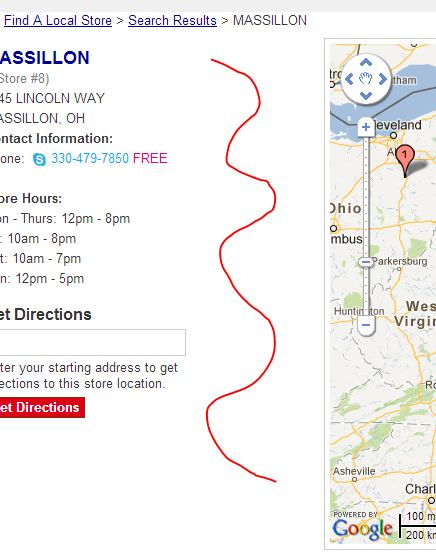 Find A Local Store > Search Results > MASSILLON
ASSILLON
Store #8)
45 LINCOLN WAY
ASSILLON, OH
ontact Information:
one: 330-479-7850 FREE
ore Hours:
on - Thurs: 12pm - 8pm
: 10am - 8pm
t: 10am - 7pm
n: 12pm - 5pm
et Directions
ter your starting address to get
ections to this store location.
et Directions
tham
eveland
1
Ohio
mbus
Parkersburg
Huntington
Wes
Virgin
Ro
Asheville
Charl
POWERED BY
Google
100 m
200 k